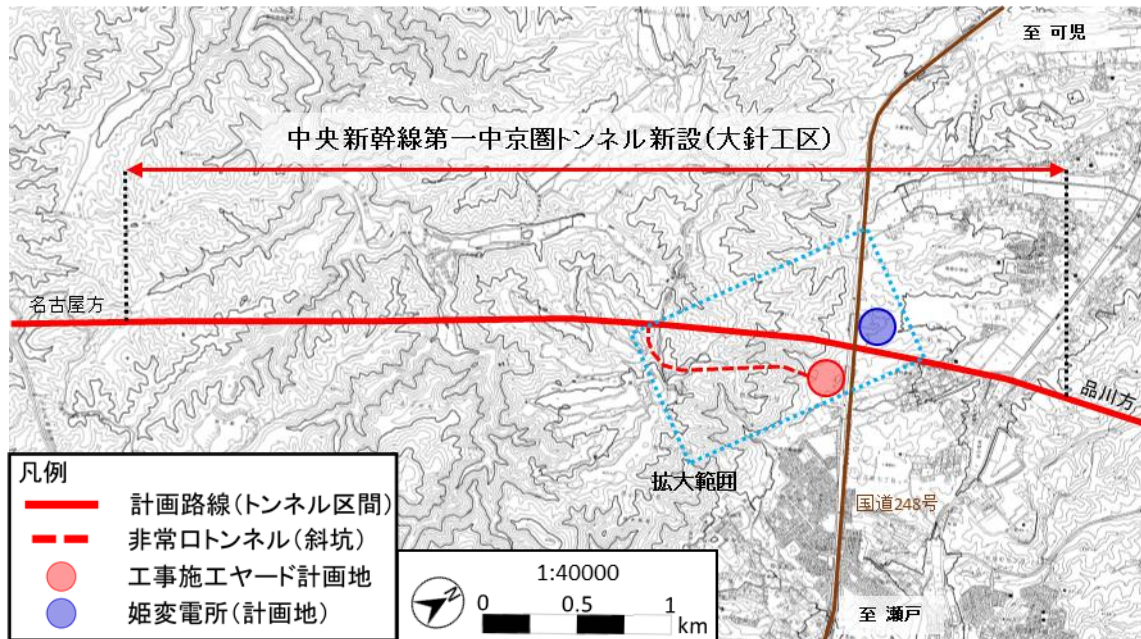 至 可児
中央新幹線第一中京圏トンネル新設(大針工区)
名古屋方
品川方
拡大範囲
国道248号
凡例
計画路線(トンネル区間)
非常口トンネル(斜坑)
工事施工ヤード計画地
姫変電所(計画地)
N
1:40000
0 0.5 1
km
至 瀬戸